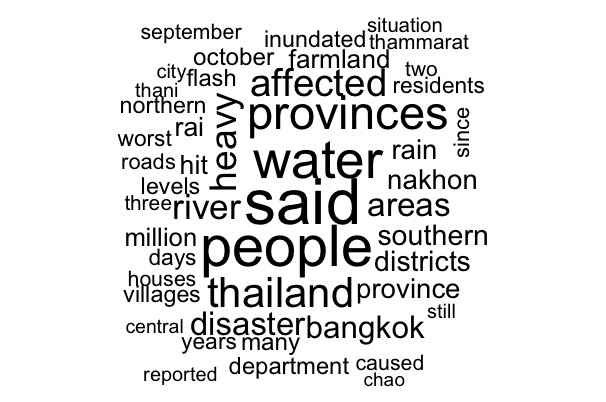 september
situation
inundated
thammarat
october
farmland
city
flash
affected
two
thani
residents
northern
heavy
provinces
since
worst
rai
water
rain
roads
hit
nakhon
levels
said
three
river
areas
million
people
southern
days
districts
houses
villages
thailand
province
still
central
disaster
bangkok
years
many
department
caused
reported
chao